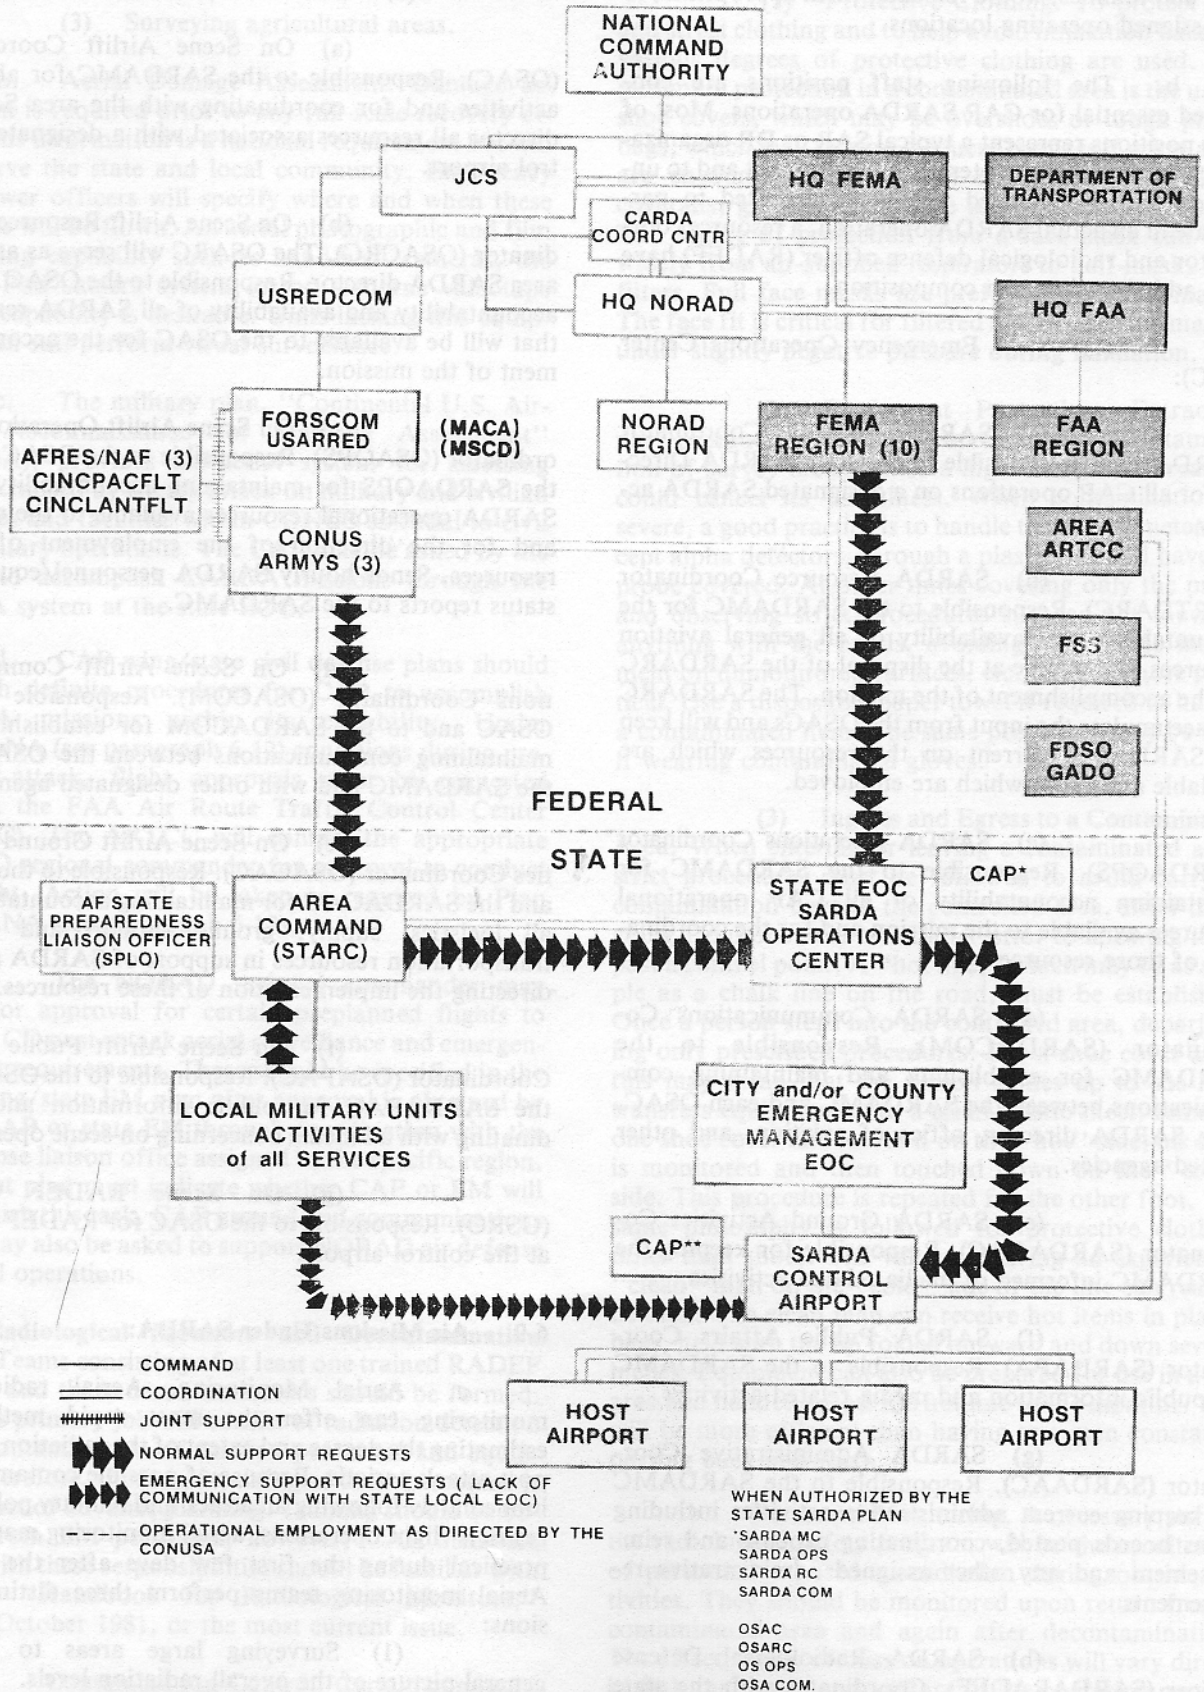 NATIONAL
COMMAND
AUTHORITY
JCS
HQ FEMA
DEPARTMENT OF
TRANSPORTATION
CARDA
COORD CNTR
USREDCOM
HQ NORAD
HQ FAA
FORSCOM
USARRED
(MACA)
(MSCD)
NORAD
REGION
FEMA
REGION (10)
FAA
REGION
AFRES/NAF (3)
CINCPACFLT
CINCLANTFLT
CONUS
ARMYS (3)
AREA
ARTCC
FSS
FDSO
GADO
FEDERAL
STATE
AF STATE
PREPAREDNESS
LIAISON OFFICER
(SPLO)
AREA
COMMAND
(STARC)
STATE EOC
SARDA
OPERATIONS
CENTER
CAP*
LOCAL MILITARY UNITS
ACTIVITIES
of all SERVICES
CITY and/or COUNTY
EMERGENCY
MANAGEMENT
EOC
CAP**
SARDA
CONTROL
AIRPORT
HOST
AIRPORT
HOST
AIRPORT
HOST
AIRPORT
COMMAND
COORDINATION
JOINT SUPPORT
NORMAL SUPPORT REQUESTS
EMERGENCY SUPPORT REQUESTS (LACK OF
COMMUNICATION WITH STATE LOCAL EOC)
OPERATIONAL EMPLOYMENT AS DIRECTED BY THE
CONUSA
WHEN AUTHORIZED BY THE
STATE SARDA PLAN
*SARDA MC
SARDA OPS
SARDA RC
SARDA COM
OSAC
OSARC
OS OPS
OSA COM.